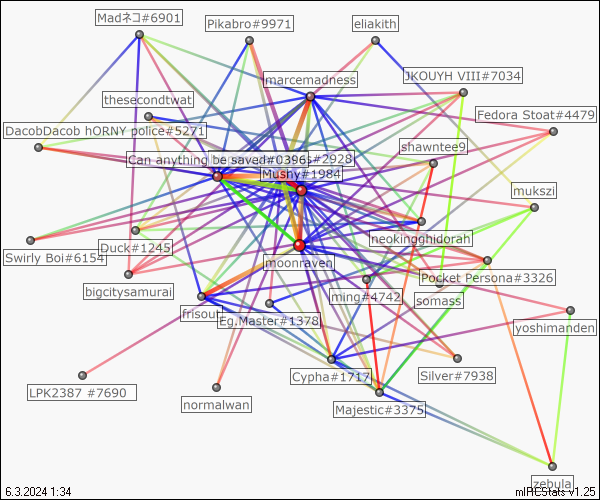 Madネコ#6901
Pikabro#9971
eliakith
marcemadness
JKOUYH VIII#7034
thesecondtwat
Fedora Stoat#4479
DacobDacob hORNY police#5271
shawntee9
Can anything be saved#0396
s#2928
Mushy#1984
mukszi
neokingghidorah
Duck#1245
Swirly Boi#6154
moonraven
Pocket Persona#3326
bigcitysamurai
ming#4742
somass
frisout
Eg.Master#1378
yoshimanden
Cypha#1717
Silver#7938
LPK2387 #7690
normalwan
Majestic#3375
zebula
6.3.2024 1:34
mIRCStats v1.25